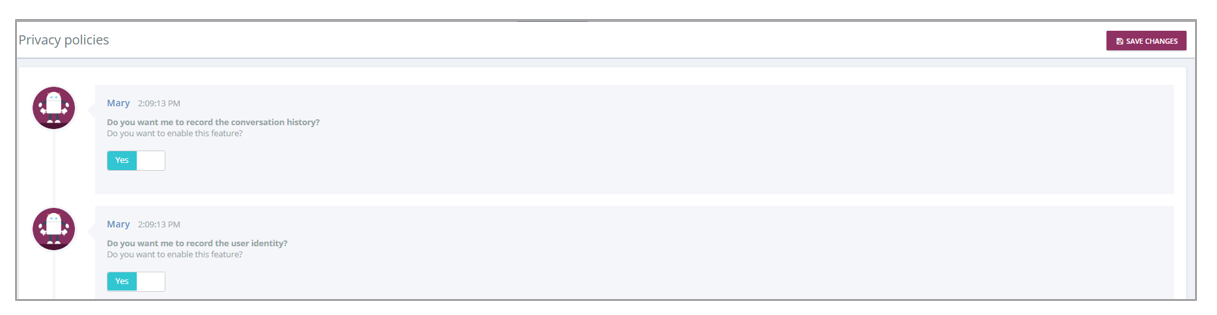 Privacy policies
SAVE CHANGES
Mary 2:09:13 PM
Do you want me to record the conversation history?
Do you want to enable this feature?
Yes
Mary 2:09:13 PM
Do you want me to record the user identity?
Do you want to enable this feature?
Yes